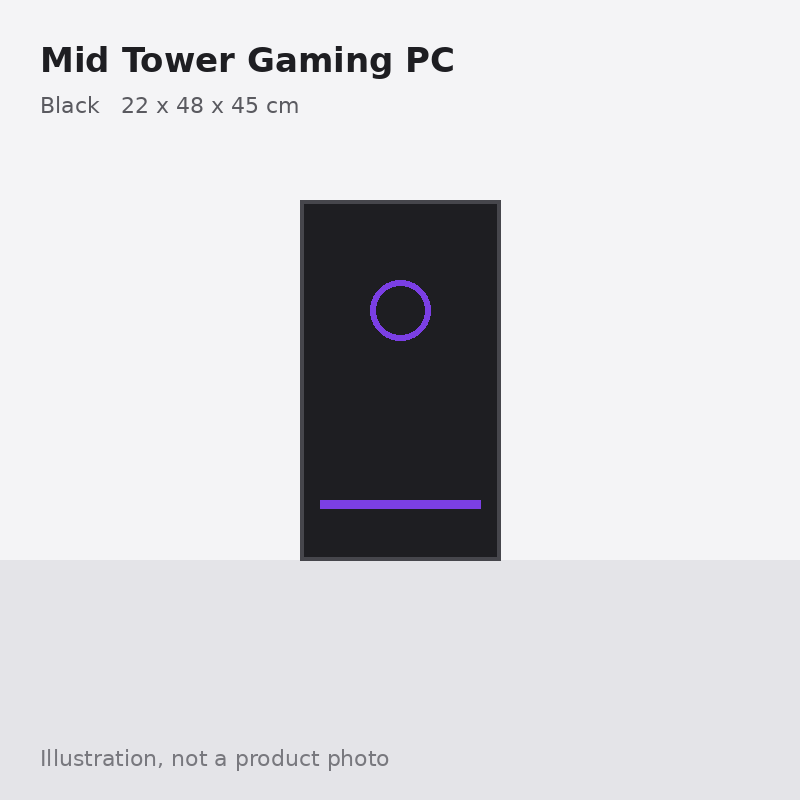 Mid Tower Gaming PC
Black   22 x 48 x 45 cm
Illustration, not a product photo